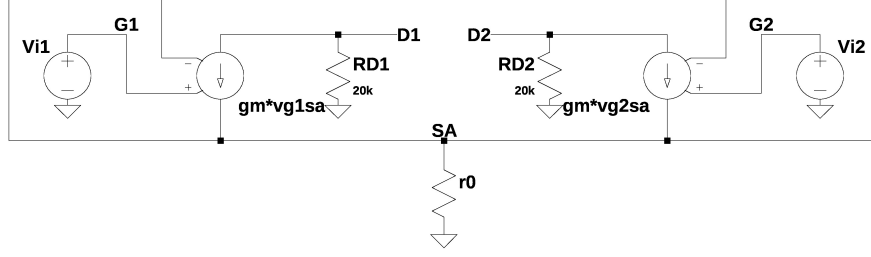 G1
D1
D2
G2
Vi1
Vi2
RD1
RD2
20k
20k
gm*vg1sa
gm*vg2sa
SA
r0